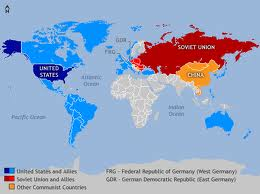 GDR
FRG
SOVIET UNION
UNITED
STATES
Atlantic
Ocean
CHINA
Pacific Ocean
Indian
Ocean
United States and Allies
FRG - Federal Republic of Germany (West Germany)
Soviet Union and Allies
GDR - German Democratic Republic (East Germany)
Other Communist Countries